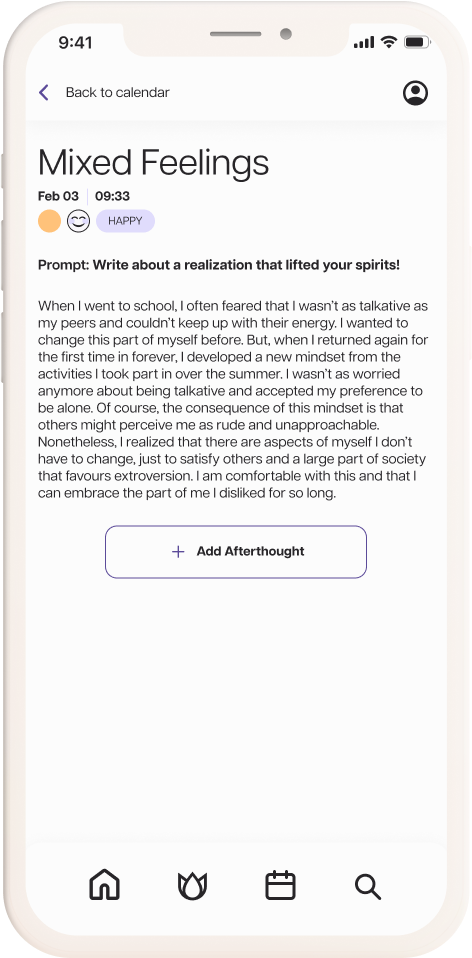 9:41
Back to calendar
Mixed Feelings
Feb 03 09:33
HAPPY
Prompt: Write about a realization that lifted your spirits!
When I went to school, I often feared that I wasn't as talkative as
my peers and couldn't keep up with their energy. I wanted to
change this part of myself before. But, when I returned again for
the first time in forever, I developed a new mindset from the
activities I took part in over the summer. I wasn't as worried
anymore about being talkative and accepted my preference to
be alone. Of course, the consequence of this mindset is that
others might perceive me as rude and unapproachable.
Nonetheless, I realized that there are aspects of myself I don't
have to change, just to satisfy others and a large part of society
that favours extroversion. I am comfortable with this and that I
can embrace the part of me I disliked for so long.
+ Add Afterthought